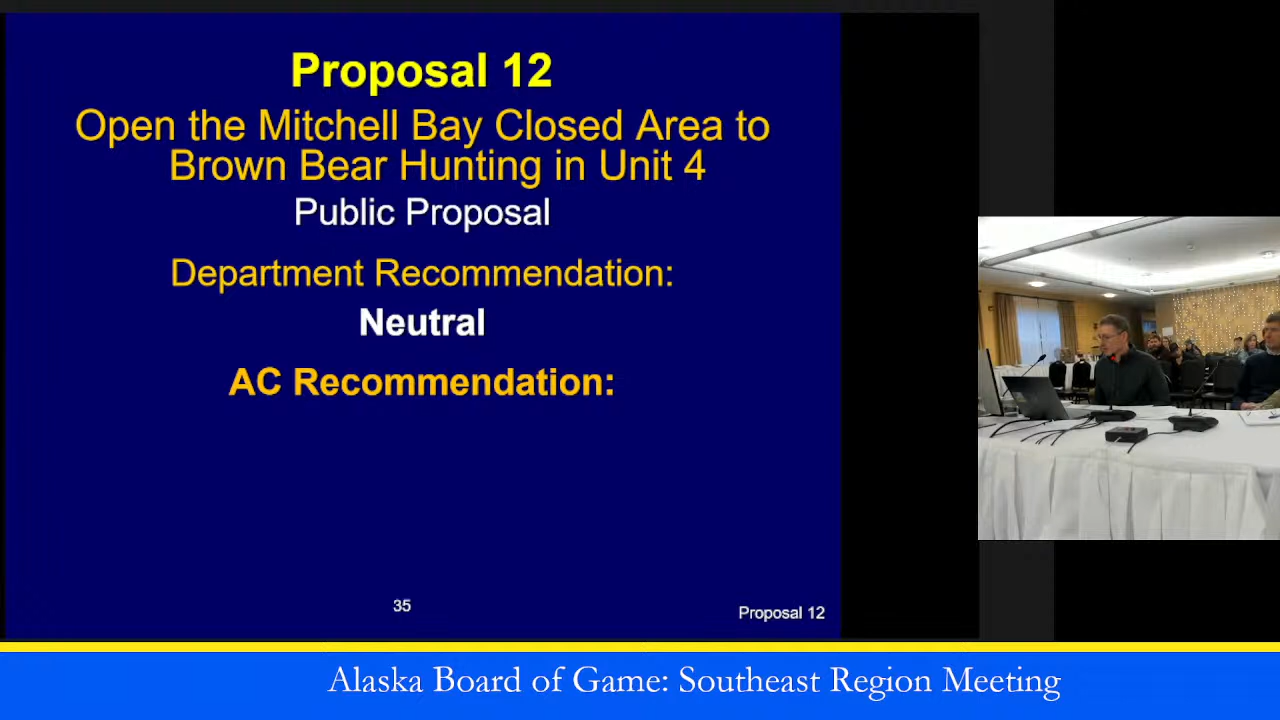 Proposal 12
Open the Mitchell Bay Closed Area to
Brown Bear Hunting in Unit 4
Public Proposal
Department Recommendation:
Neutral
AC Recommendation:
35
Proposal 12
Alaska Board of Game: Southeast Region Meeting